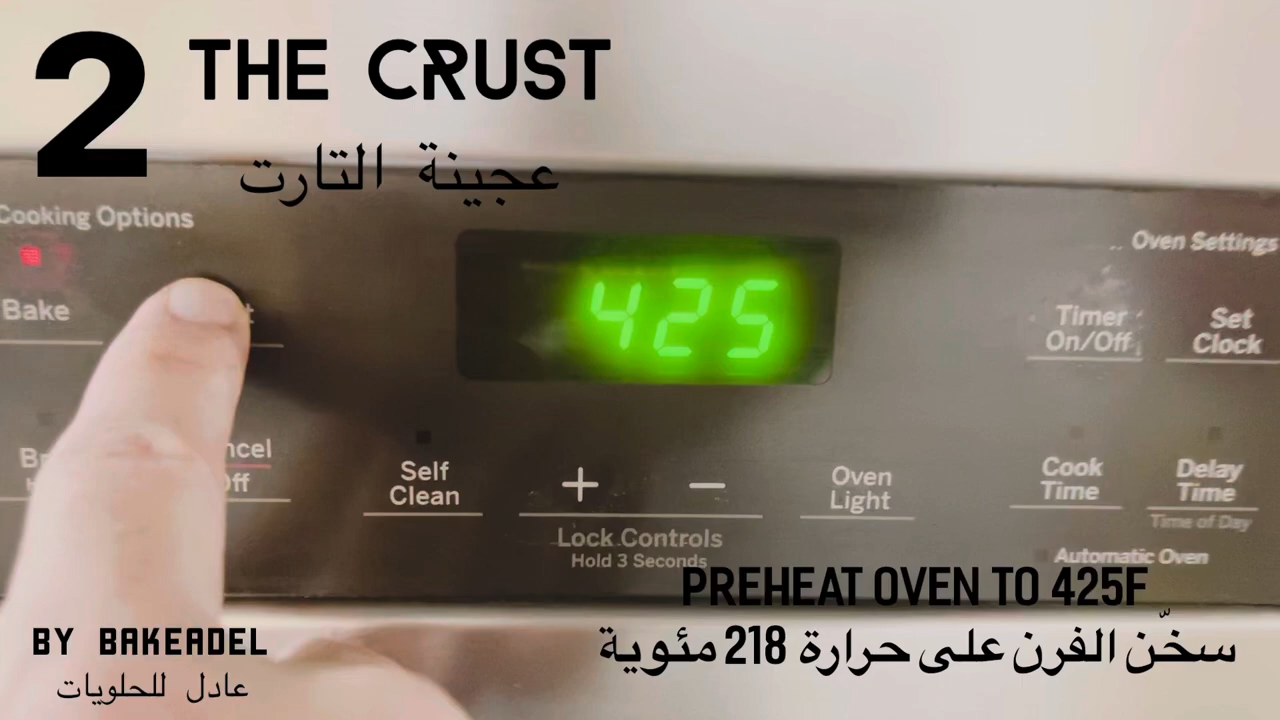 2 THE CRUST
عجينة التارت
Cooking Options
Oven Settings
425
Bake
Timer
On/Off
Set
Clock
Self
Clean
+ −
Oven
Light
Cook
Time
Delay
Time
Time of Day
Lock Controls
Hold 3 Seconds
Automatic Oven
PREHEAT OVEN TO 425F
سخّن الفرن على حرارة 218 مئوية
BY BAKEADEL
عادل للحلويات